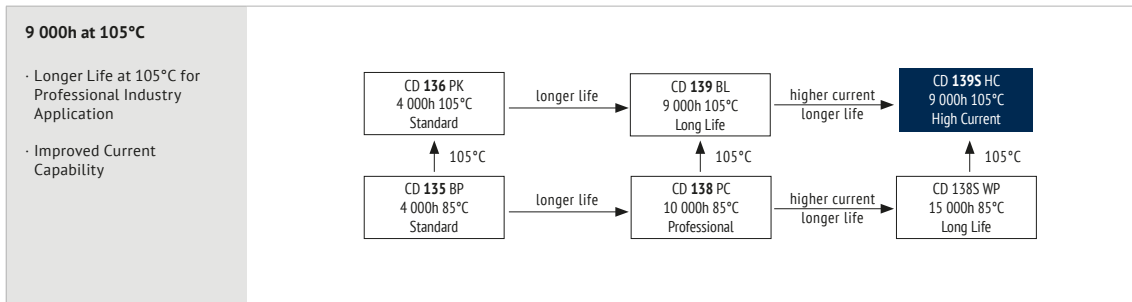 9 000h at 105°C
· Longer Life at 105°C for
Professional Industry
Application
· Improved Current
Capability
CD 136 PK
4 000h 105°C
Standard
longer life
CD 139 BL
9 000h 105°C
Long Life
higher current
longer life
CD 139S HC
9 000h 105°C
High Current
105°C
105°C
105°C
CD 135 BP
4 000h 85°C
Standard
longer life
CD 138 PC
10 000h 85°C
Professional
higher current
longer life
CD 138S WP
15 000h 85°C
Long Life